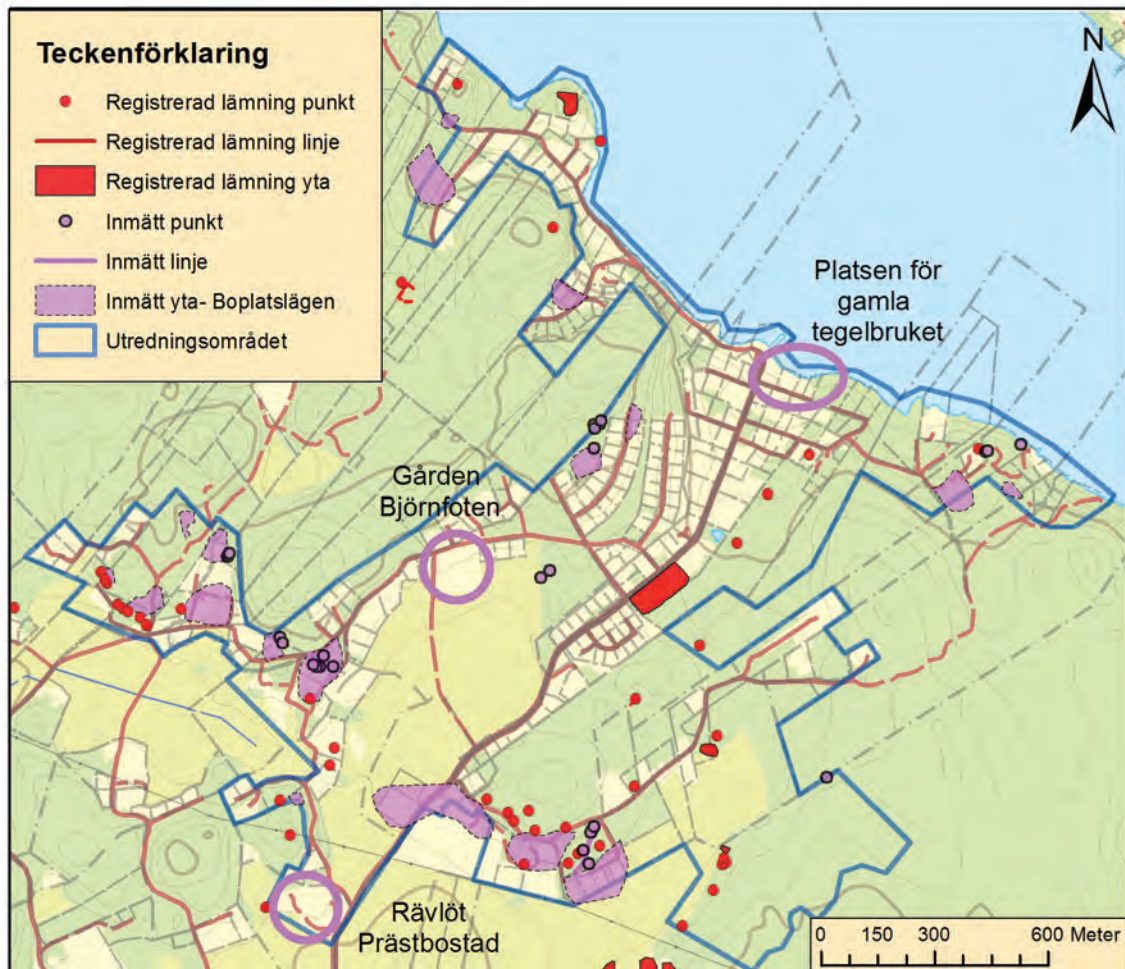 Teckenförklaring
Registrerad lämning punkt
Registrerad lämning linje
Registrerad lämning yta
Inmätt punkt
Inmätt linje
Inmätt yta- Boplatslägen
Utredningsområdet
N
Platsen för
gamla
tegelbruket
Gården
Björnfoten
Rävlöt
Prästbostad
0 150 300 600 Meter